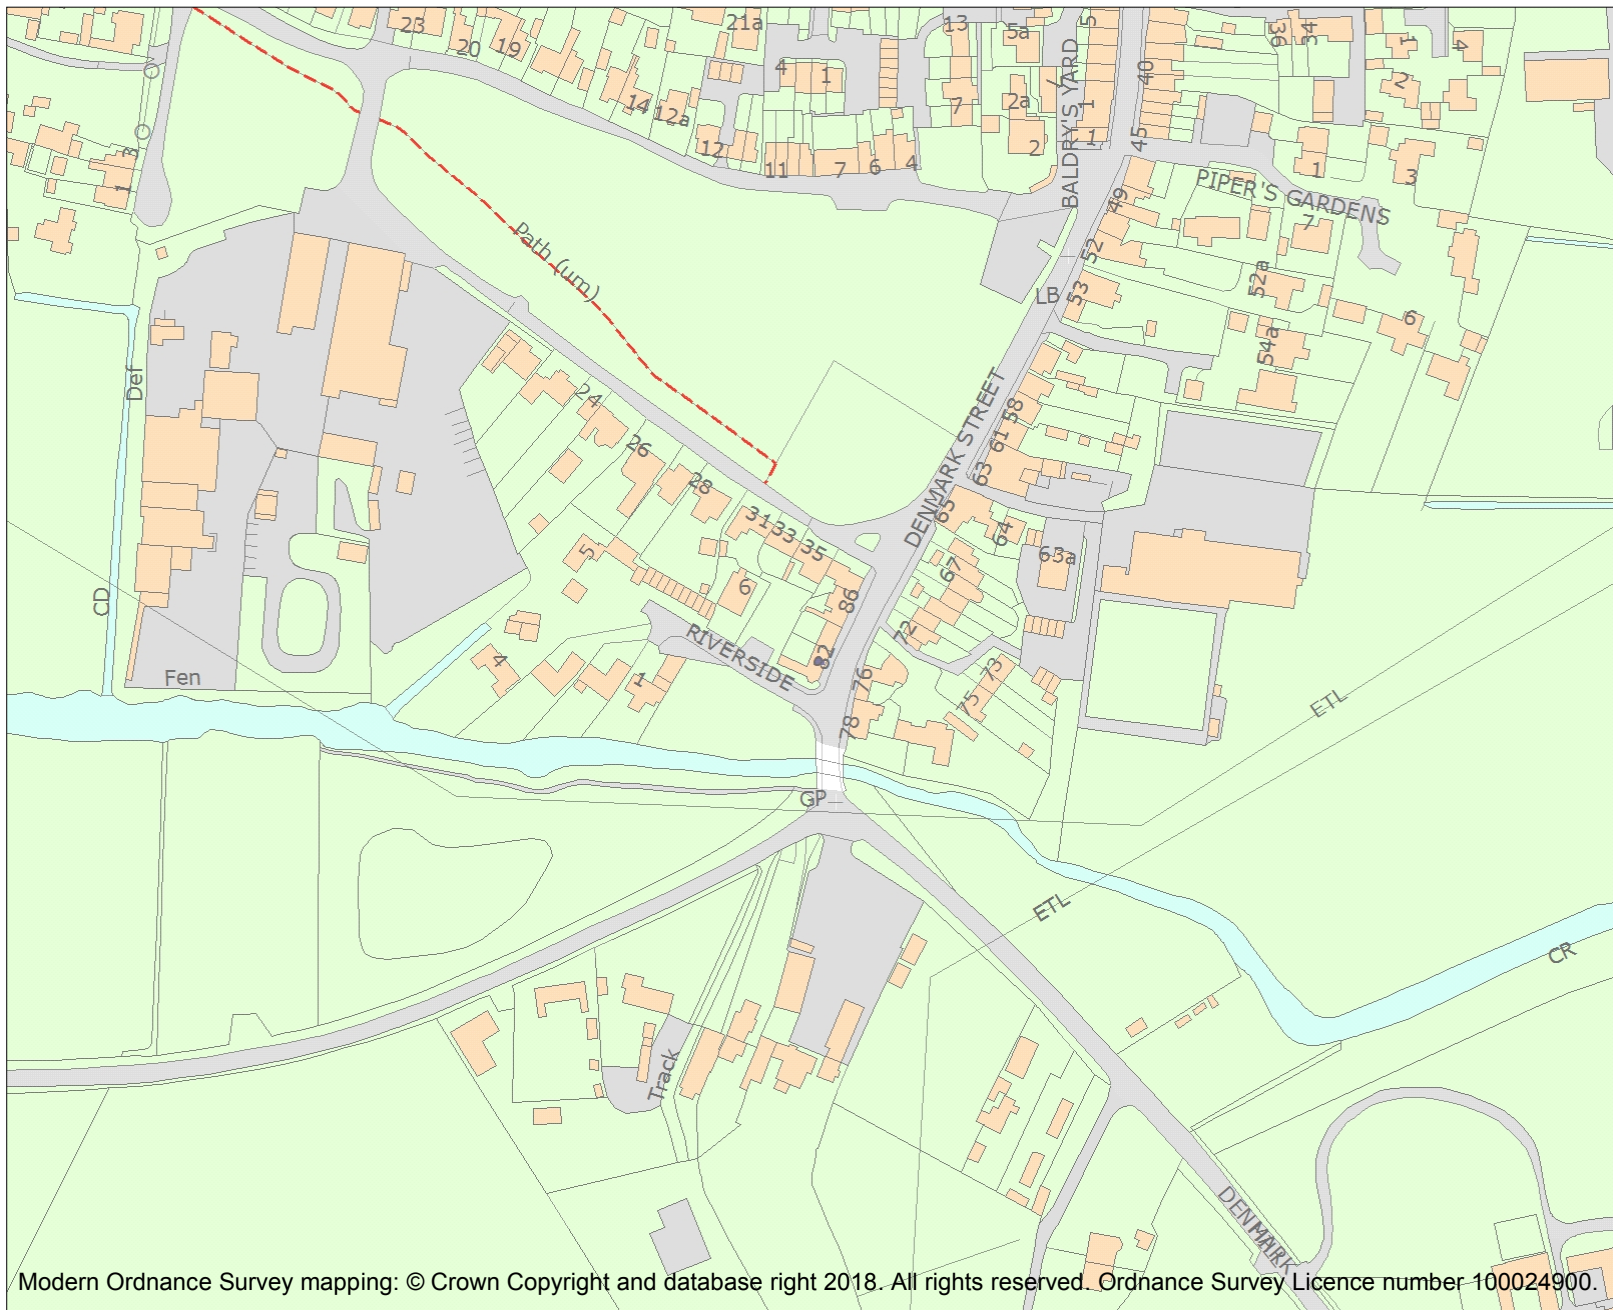 23
20
19
21a
13
5a
5
36
34
1
4
4
1
14
12a
7
2a
BALDRY'S YARD
1
40
2
12
11
7
6
4
2
1
45
1
3
3
1
PIPER'S GARDENS
49
7
52
52a
Path (um)
LB
53
6
54a
Def
24
DENMARK STREET
58
61
26
28
63
65
31
33
35
64
63a
5
67
6
86
CD
72
RIVERSIDE
82
4
73
76
Fen
1
75
78
ETL
GP
ETL
CR
Track
DENMARK
Modern Ordnance Survey mapping: © Crown Copyright and database right 2018. All rights reserved. Ordnance Survey Licence number 100024900.